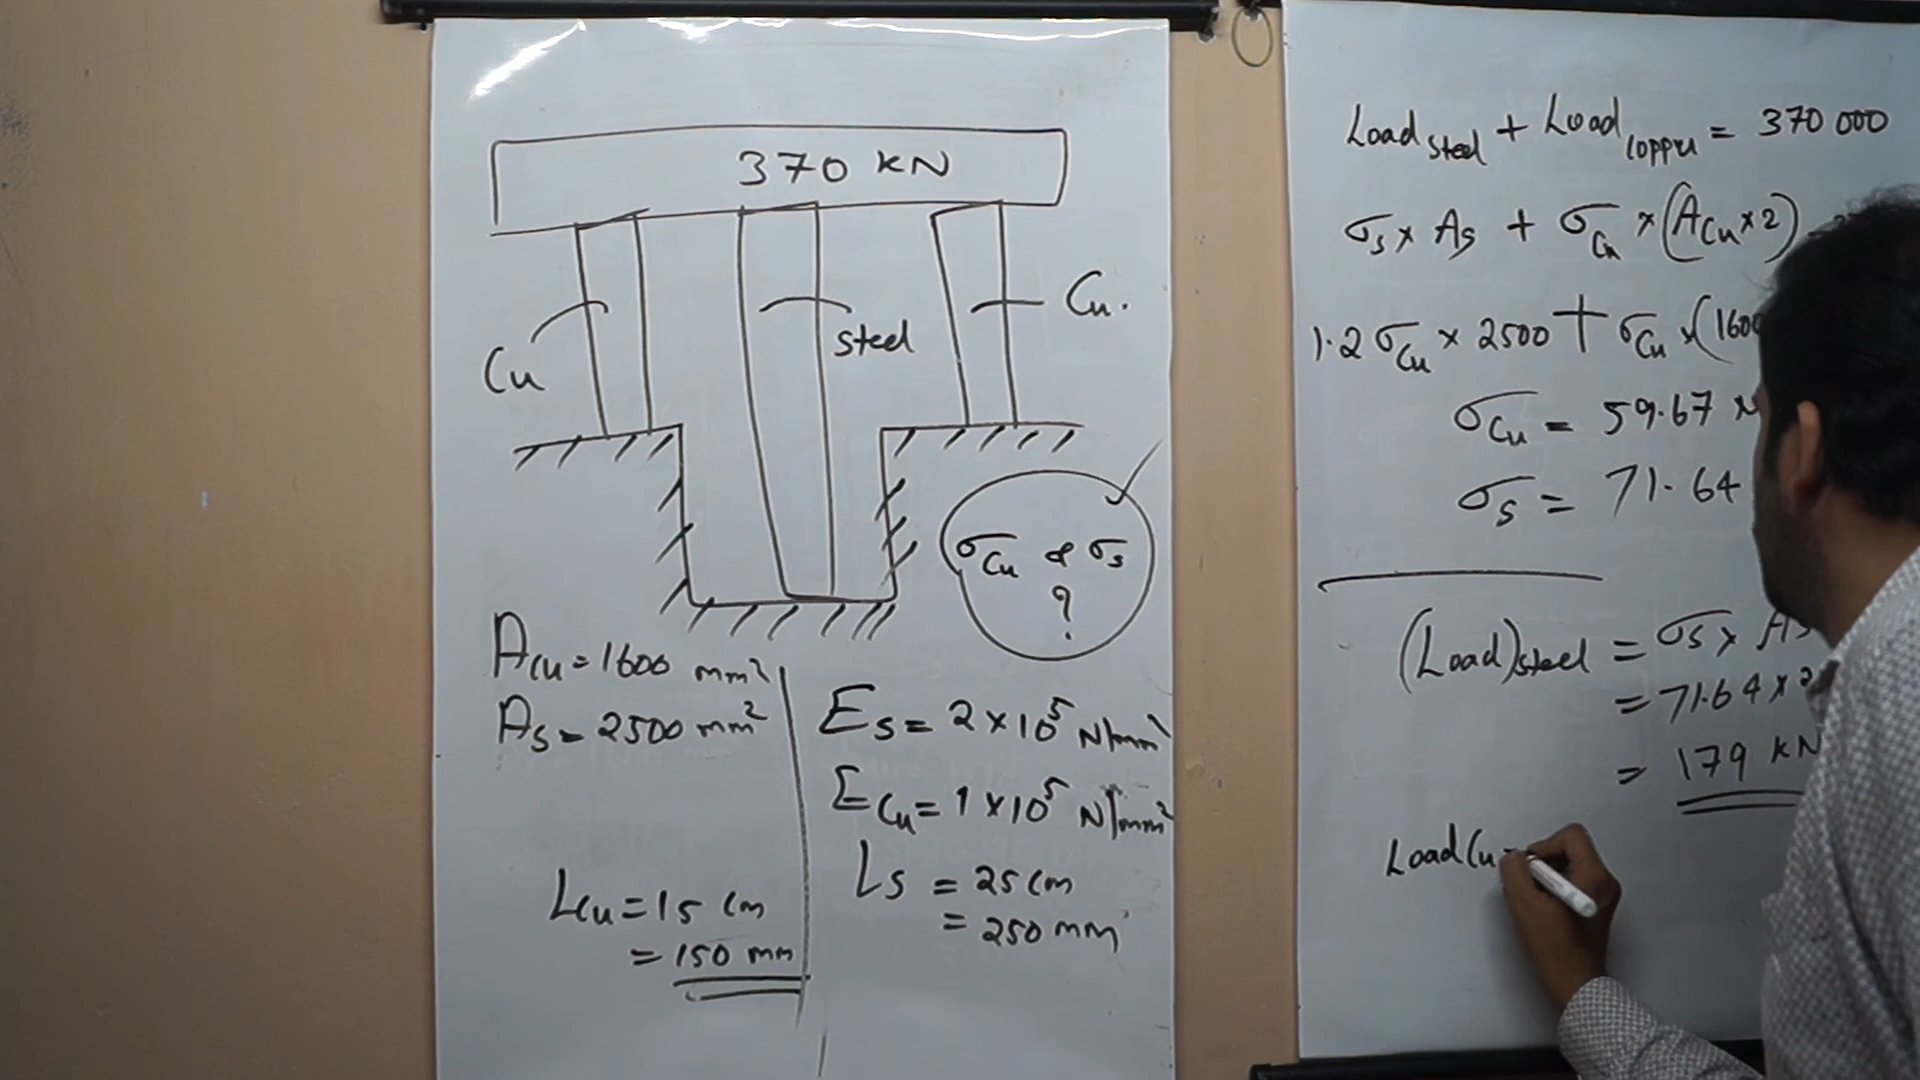 370 KN
Cu
steel
Cu.
σCu & σs
?
ACu = 1600 mm²
As = 2500 mm²
Es = 2 × 10⁵ N/mm²
ECu = 1 × 10⁵ N/mm²
LCu = 15 cm
= 150 mm
Ls = 25 cm
= 250 mm
Load steel + Load copper = 370 000
σs × As + σCu × (ACu × 2)
1.2 σCu × 2500 + σCu × (1600
σCu = 59.67 N
σs = 71.64
(Load)steel = σs × As
= 71.64 × 2
= 179 KN
Load Cu =